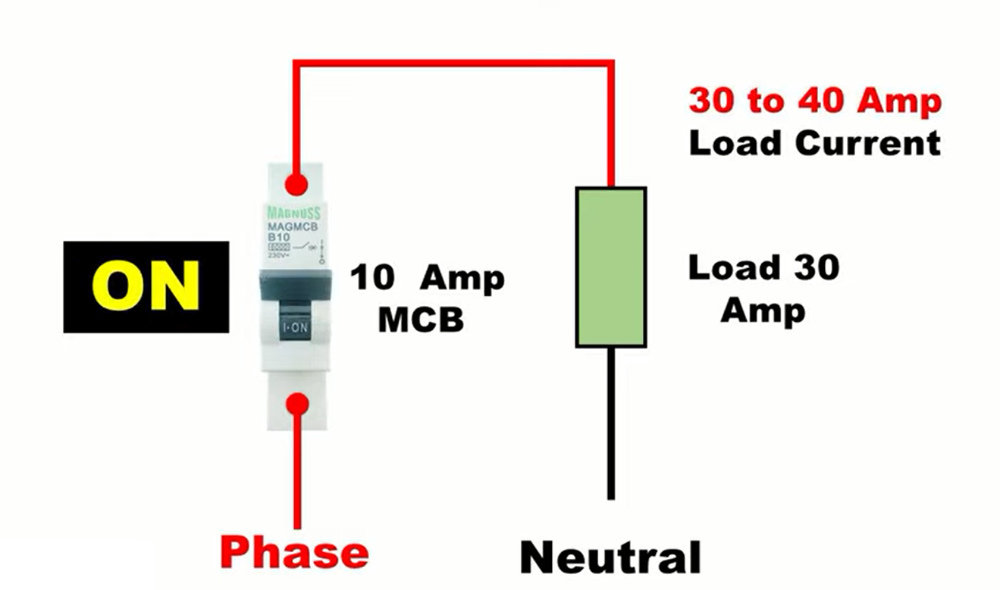 30 to 40 Amp
Load Current
MAGNUSS
MAGMCB
B10
230V~
ON
10 Amp
MCB
I·ON
Load 30
Amp
Phase
Neutral